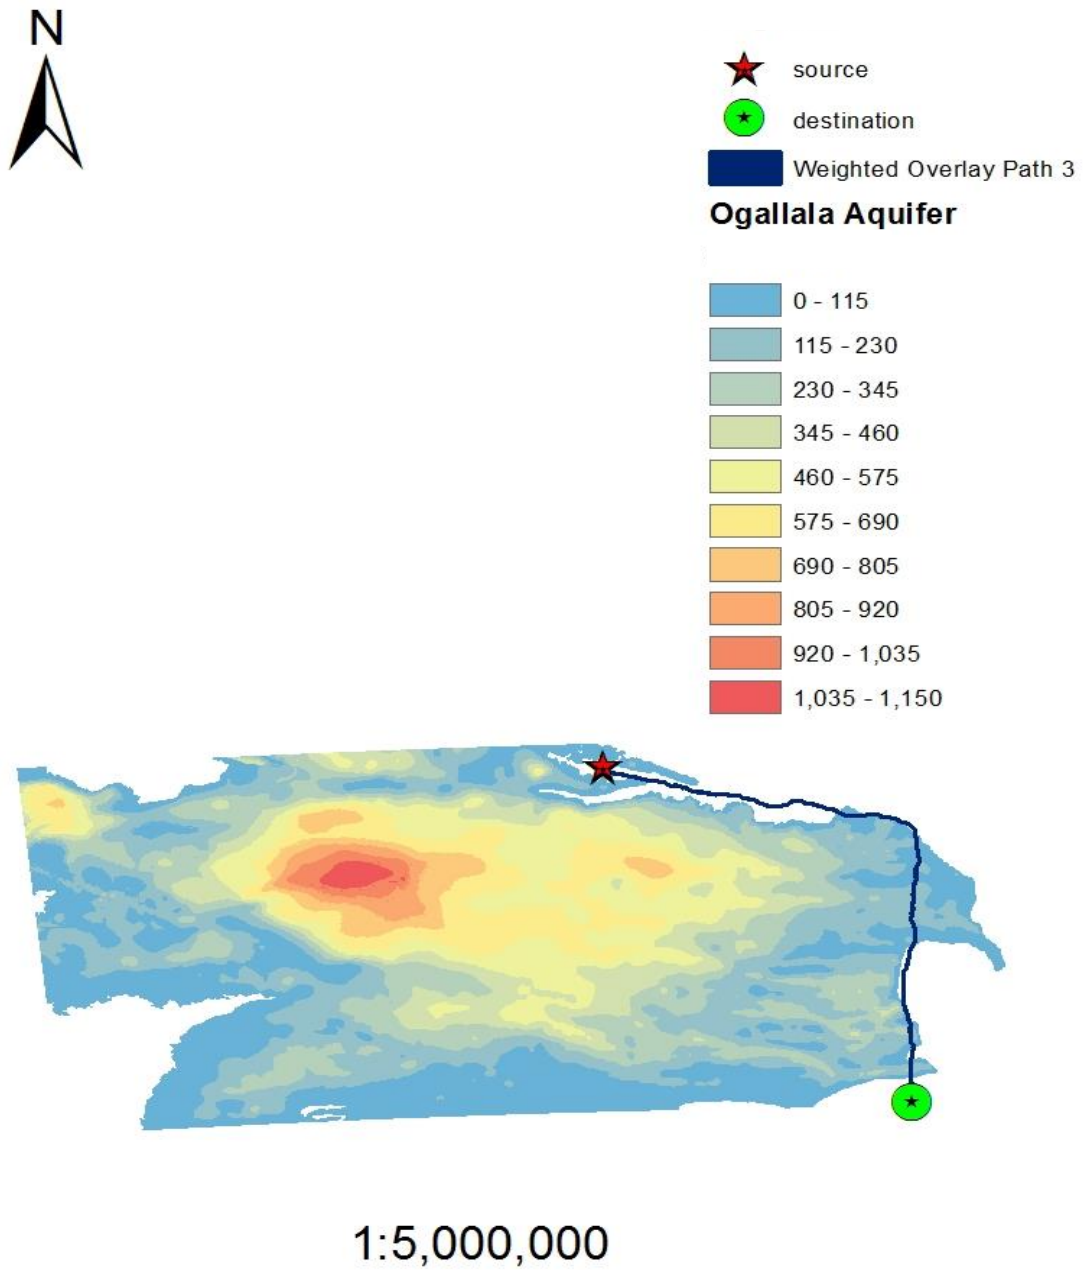 N
source
destination
Weighted Overlay Path 3
Ogallala Aquifer
0 - 115
115 - 230
230 - 345
345 - 460
460 - 575
575 - 690
690 - 805
805 - 920
920 - 1,035
1,035 - 1,150
1:5,000,000